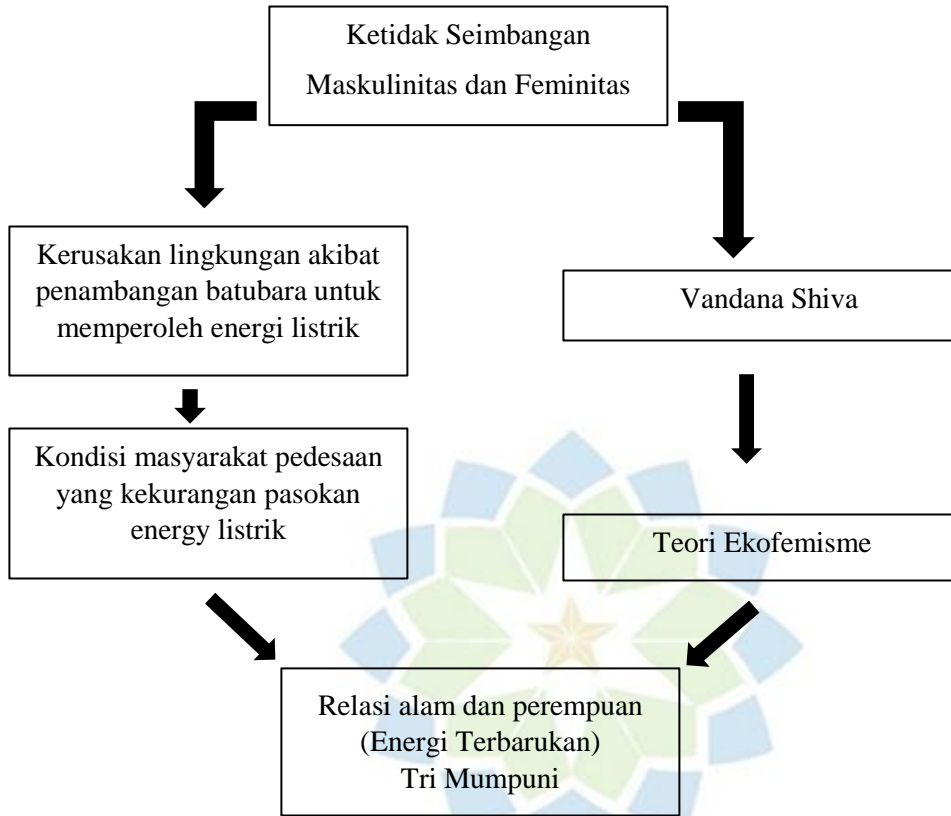 Ketidak Seimbangan
Maskulinitas dan Feminitas
Kerusakan lingkungan akibat
penambangan batubara untuk
memperoleh energi listrik
Vandana Shiva
Kondisi masyarakat pedesaan
yang kekurangan pasokan
energy listrik
Teori Ekofemisme
Relasi alam dan perempuan
(Energi Terbarukan)
Tri Mumpuni